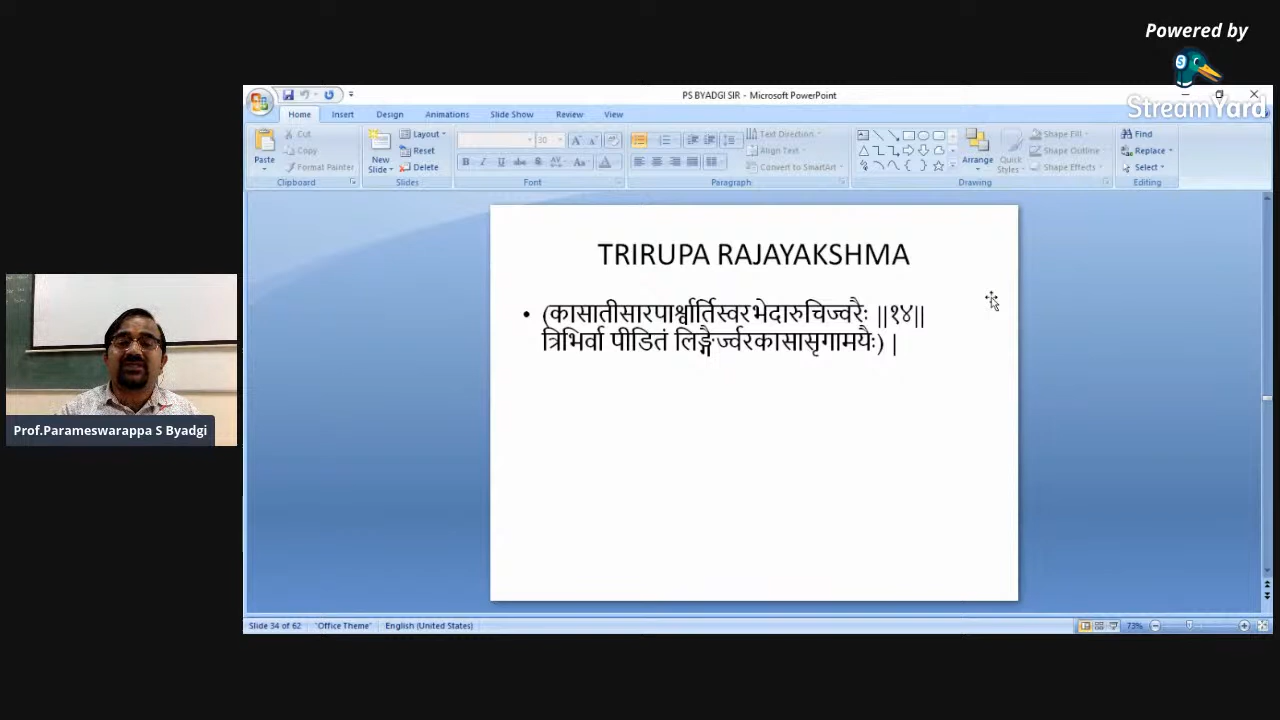 Powered by
StreamYard
PS BYADGI SIR - Microsoft PowerPoint
Home Insert Design Animations Slide Show Review View
Cut
Copy
Format Painter
Paste
Clipboard
New Slide
Layout
Reset
Delete
Slides
30
Font
Text Direction
Align Text
Convert to SmartArt
Paragraph
Arrange
Quick Styles
Shape Fill
Shape Outline
Shape Effects
Drawing
Find
Replace
Select
Editing
TRIRUPA RAJAYAKSHMA
• (कासातीसारपार्श्वार्तिस्वरभेदारुचिज्वरैः ||१४||
त्रिभिर्वा पीडितं लिङ्गैर्ज्वरकासासृगामयैः) |
Prof.Parameswarappa S Byadgi
Slide 34 of 62 "Office Theme" English (United States) 73%